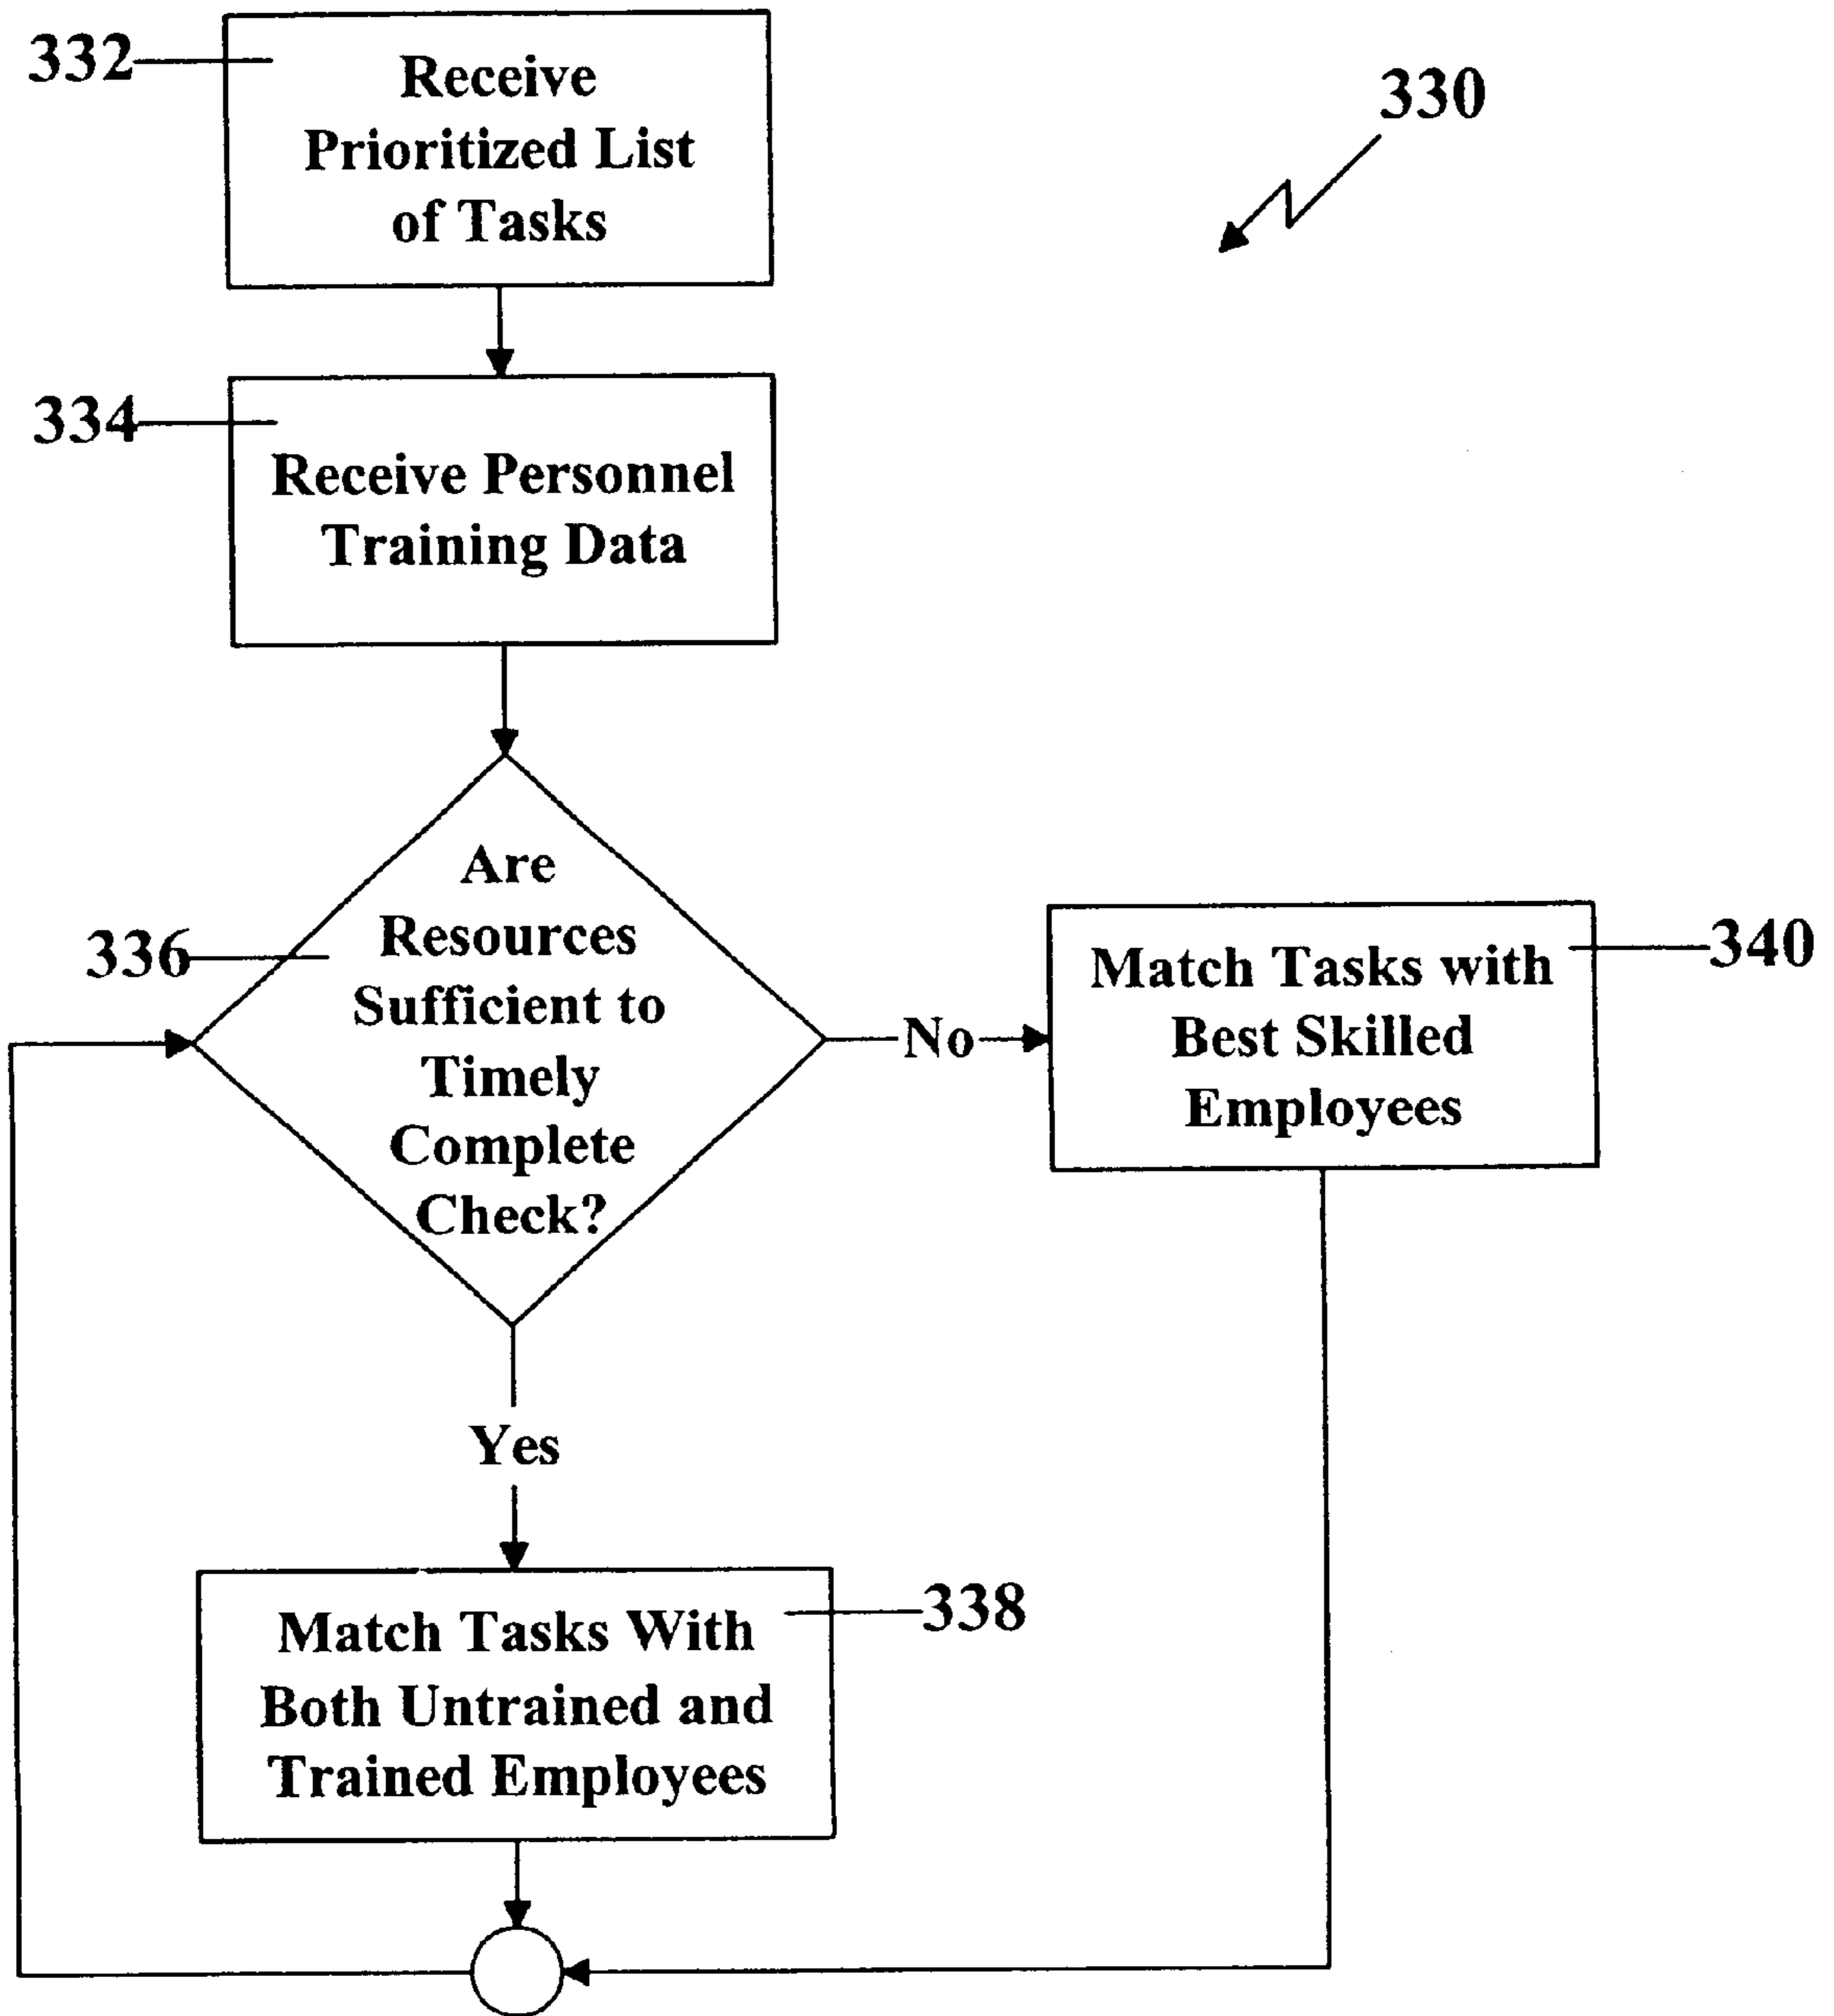 332
Receive
Prioritized List
of Tasks
330
334
Receive Personnel
Training Data
336
Are
Resources
Sufficient to
Timely
Complete
Check?
No
340
Match Tasks with
Best Skilled
Employees
Yes
338
Match Tasks With
Both Untrained and
Trained Employees